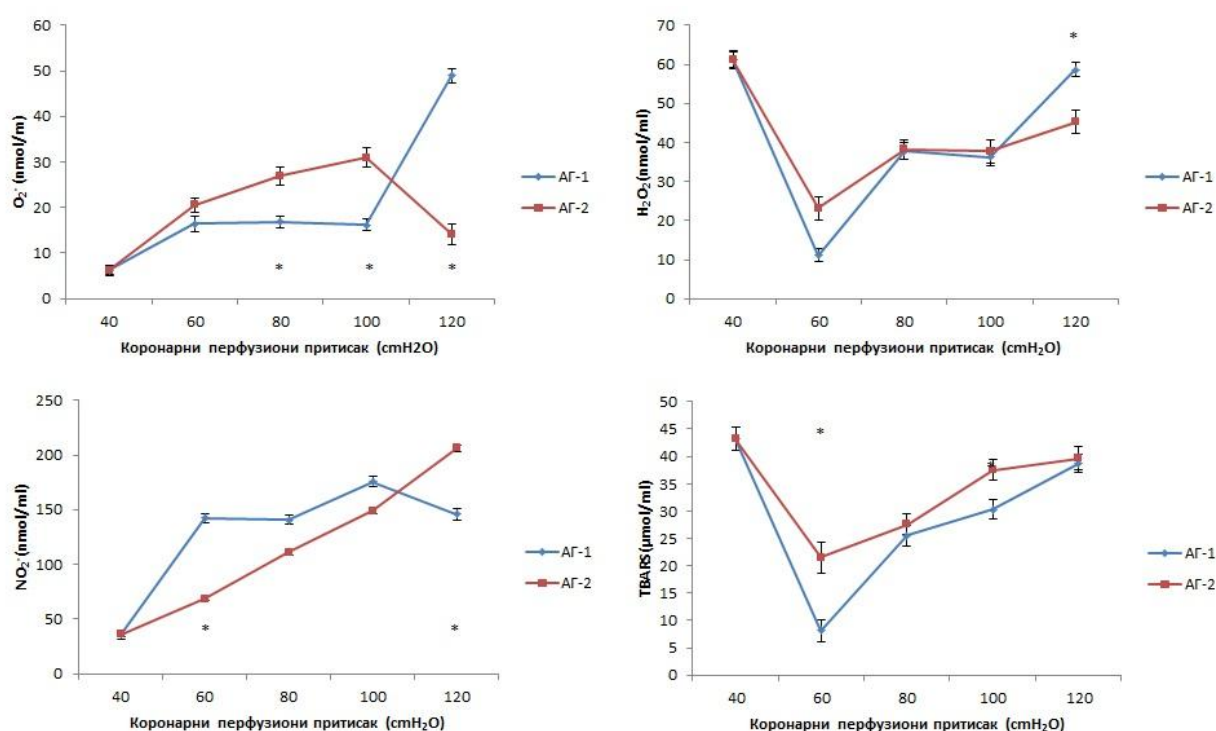 O₂⁻(nmol/m)
60
50
40
30
20
10
0
*
*
*
40 60 80 100 120
Коронарни перфузиони притисак (cmH2O)
АГ-1
АГ-2
H₂O₂(nmol/ml)
70
60
50
40
30
20
10
0
*
40 60 80 100 120
Коронарни перфузиони притисак (cmH₂O)
АГ-1
АГ-2
NO₂⁻(nmol/ml)
250
200
150
100
50
0
*
*
40 60 80 100 120
Коронарни перфузиони притисак (cmH₂O)
АГ-1
АГ-2
TBARS(μmol/ml)
50
45
40
35
30
25
20
15
10
5
0
*
*
40 60 80 100 120
Коронарни перфузиони притисак (cmH₂O)
АГ-1
АГ-2